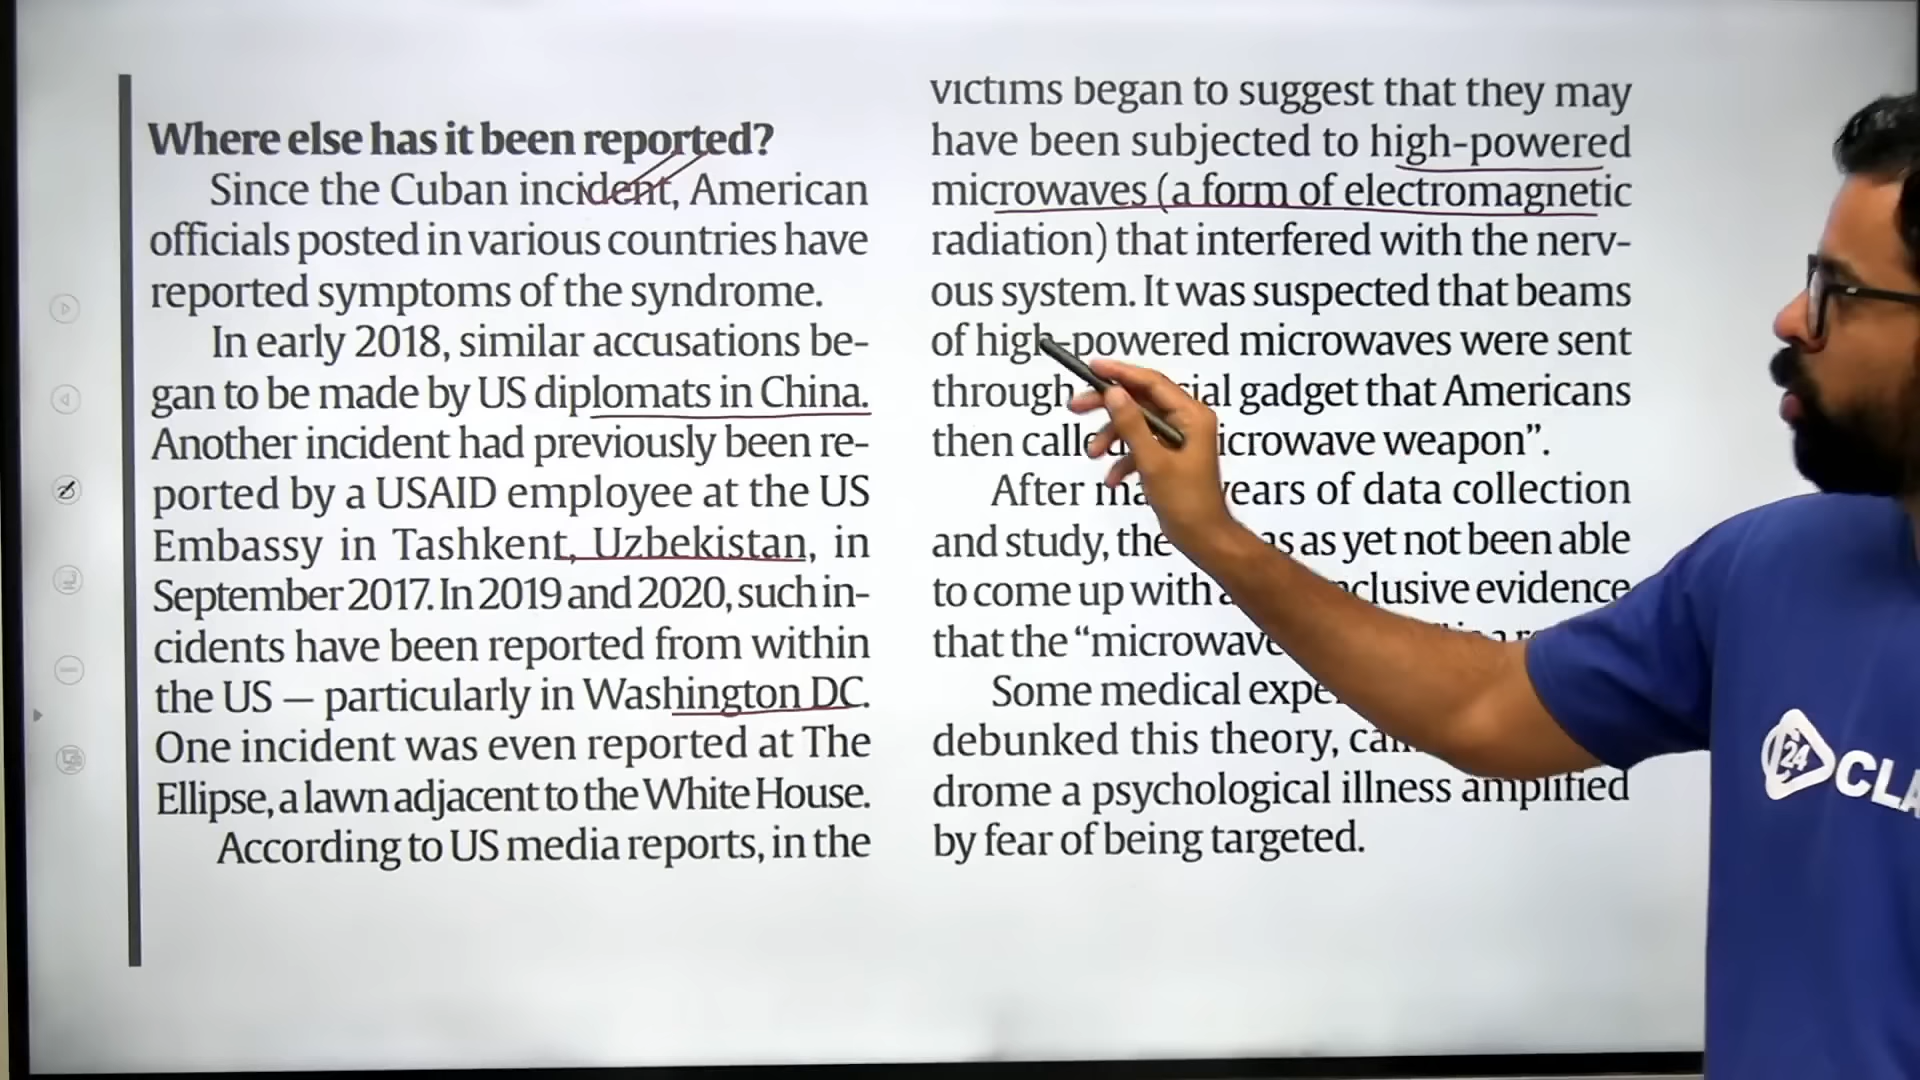 Where else has it been reported?
Since the Cuban incident, American
officials posted in various countries have
reported symptoms of the syndrome.
In early 2018, similar accusations be-
gan to be made by US diplomats in China.
Another incident had previously been re-
ported by a USAID employee at the US
Embassy in Tashkent, Uzbekistan, in
September 2017. In 2019 and 2020, such in-
cidents have been reported from within
the US — particularly in Washington DC.
One incident was even reported at The
Ellipse, a lawn adjacent to the White House.
According to US media reports, in the
victims began to suggest that they may
have been subjected to high-powered
microwaves (a form of electromagnetic
radiation) that interfered with the nerv-
ous system. It was suspected that beams
of high-powered microwaves were sent
through gadget that Americans
then weapon”.
After of data collection
and study, as yet not been able
to come up with evidence
that the “microwave
Some medical
debunked this theory,
drome a psychological illness amplified
by fear of being targeted.
24